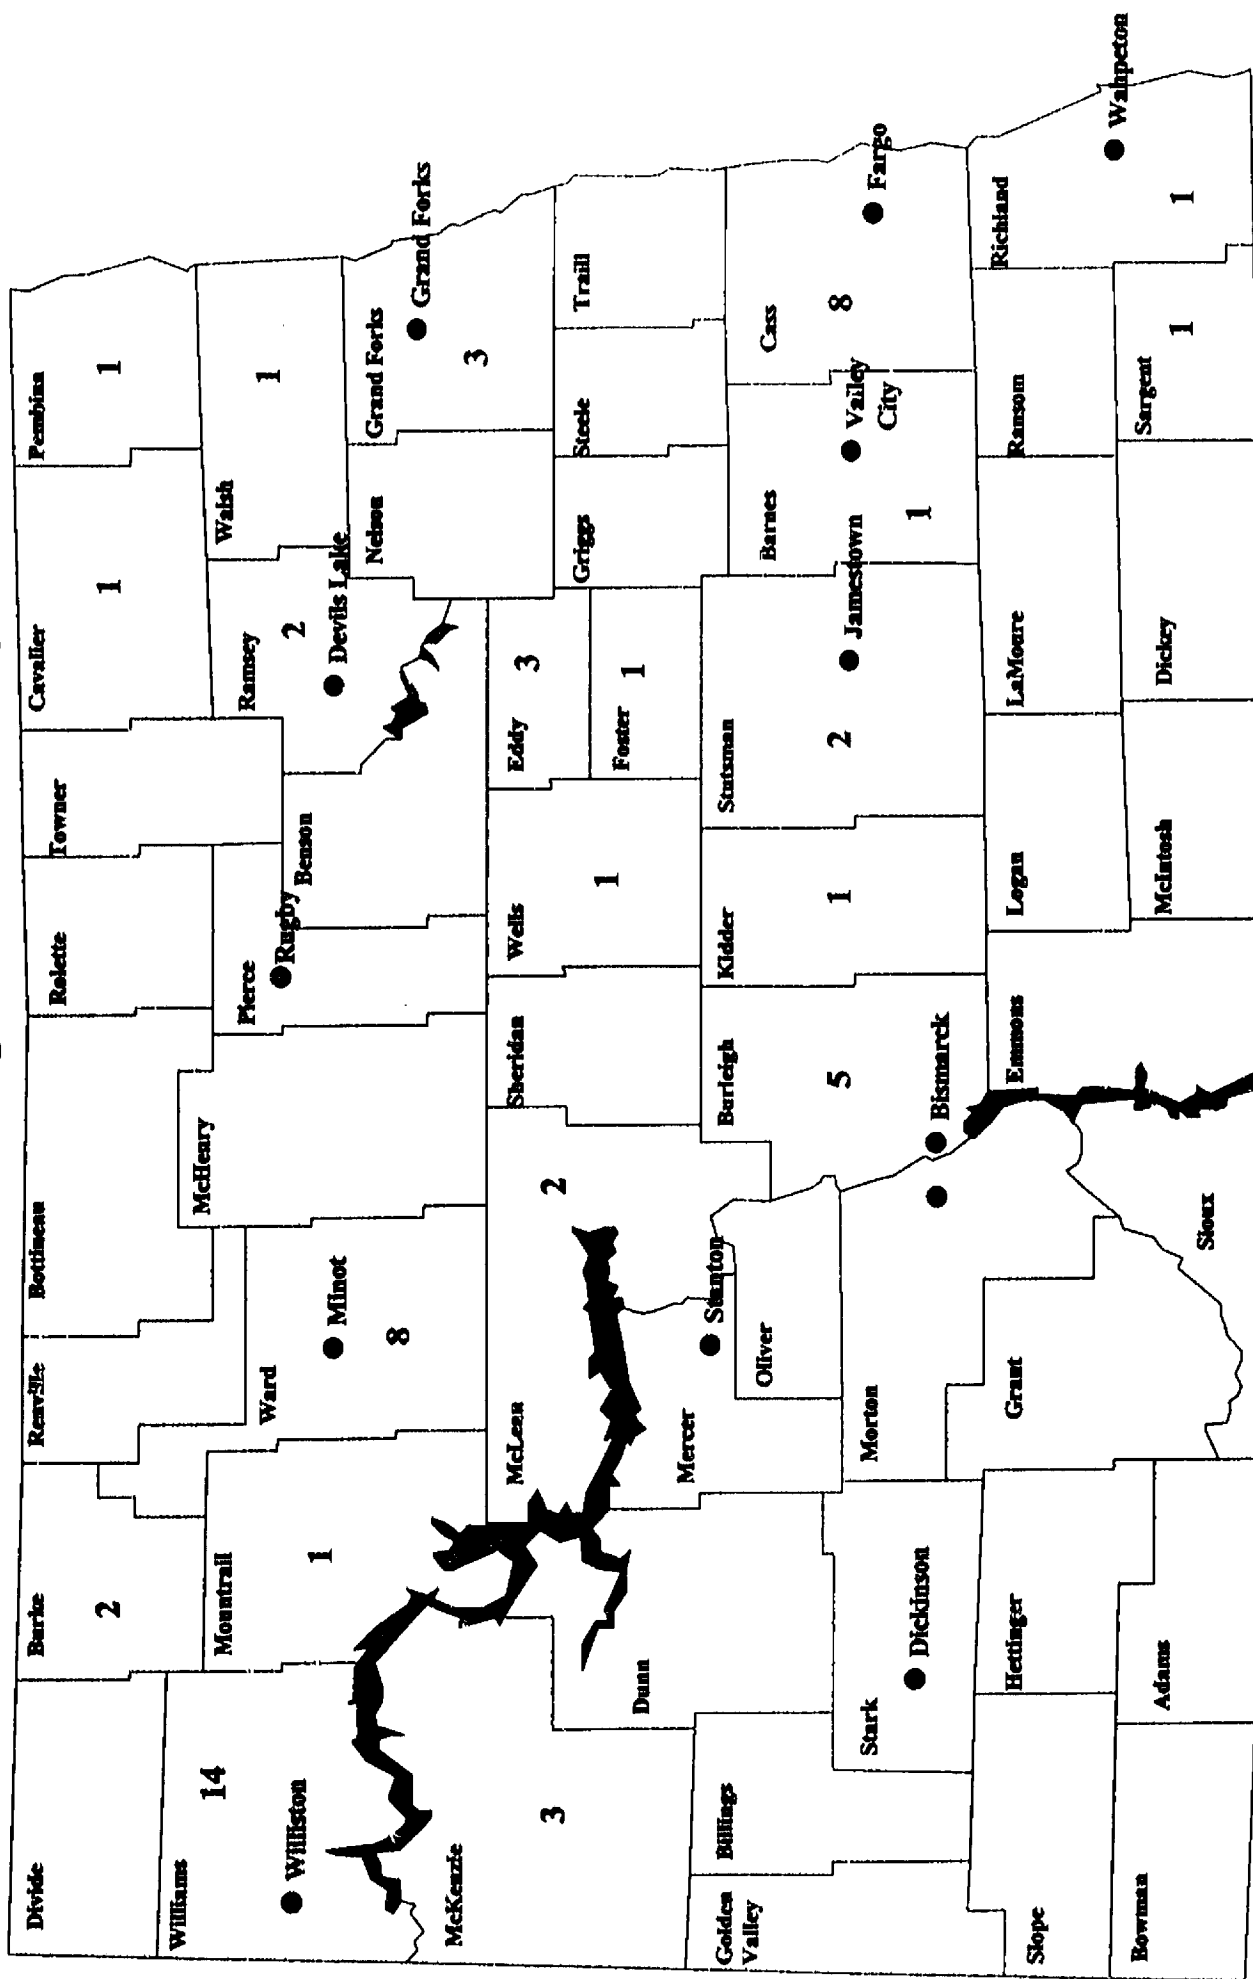 Divide
Burke
2
Renville
Bottineau
Rolette
Towner
Cavalier
1
Pembina
1
Williams
14
Williston
Mountrail
1
Ward
Minot
8
McHenry
Pierce
Rugby
Benson
Ramsey
2
Devils Lake
Walsh
1
Nelson
Grand Forks
Grand Forks
3
McKenzie
3
Dunn
McLean
2
Mercer
Stanton
Oliver
Sheridan
Wells
1
Eddy
3
Foster
1
Griggs
Steele
Traill
Golden
Valley
Billings
Stark
Dickinson
Morton
Burleigh
5
Bismarck
Kidder
1
Stutsman
2
Jamestown
Barnes
1
Valley
City
Cass
8
Fargo
Slope
Hettinger
Grant
Emmons
Logan
LaMoure
Ransom
Richland
Wahpeton
1
Bowman
Adams
Sioux
McIntosh
Dickey
Sargent
1